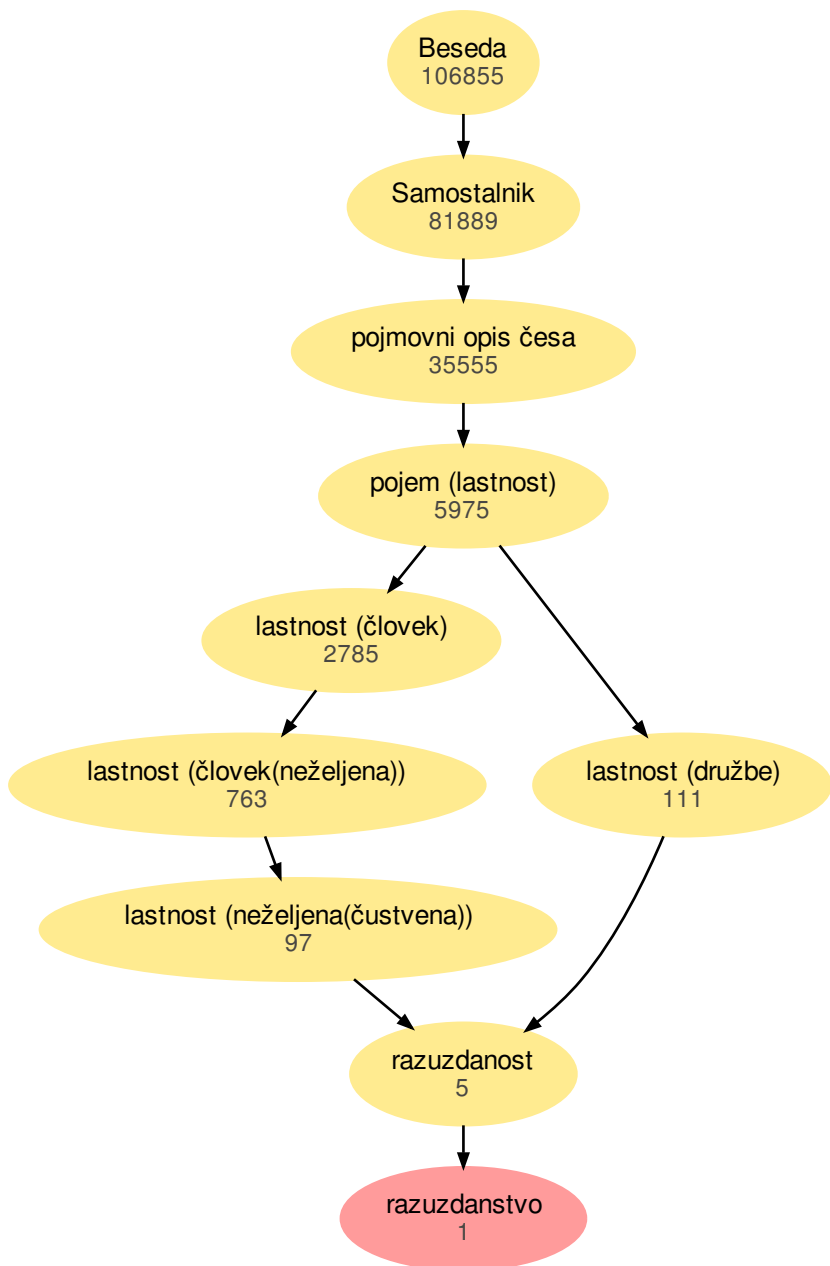 Beseda
106855
Samostalnik
81889
pojmovni opis česa
35555
pojem (lastnost)
5975
lastnost (človek)
2785
lastnost (človek(neželjena))
763
lastnost (družbe)
111
lastnost (neželjena(čustvena))
97
razuzdanost
5
razuzdanstvo
1